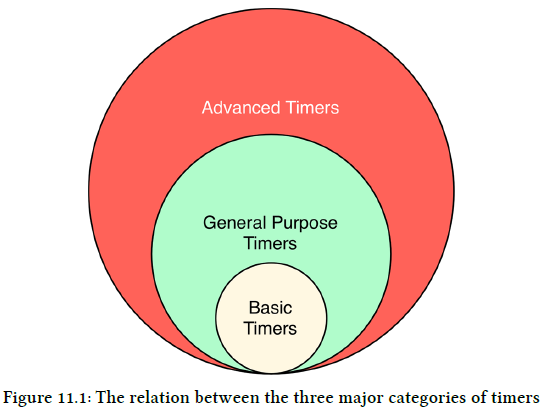 Advanced Timers
General Purpose
Timers
Basic
Timers
Figure 11.1: The relation between the three major categories of timers